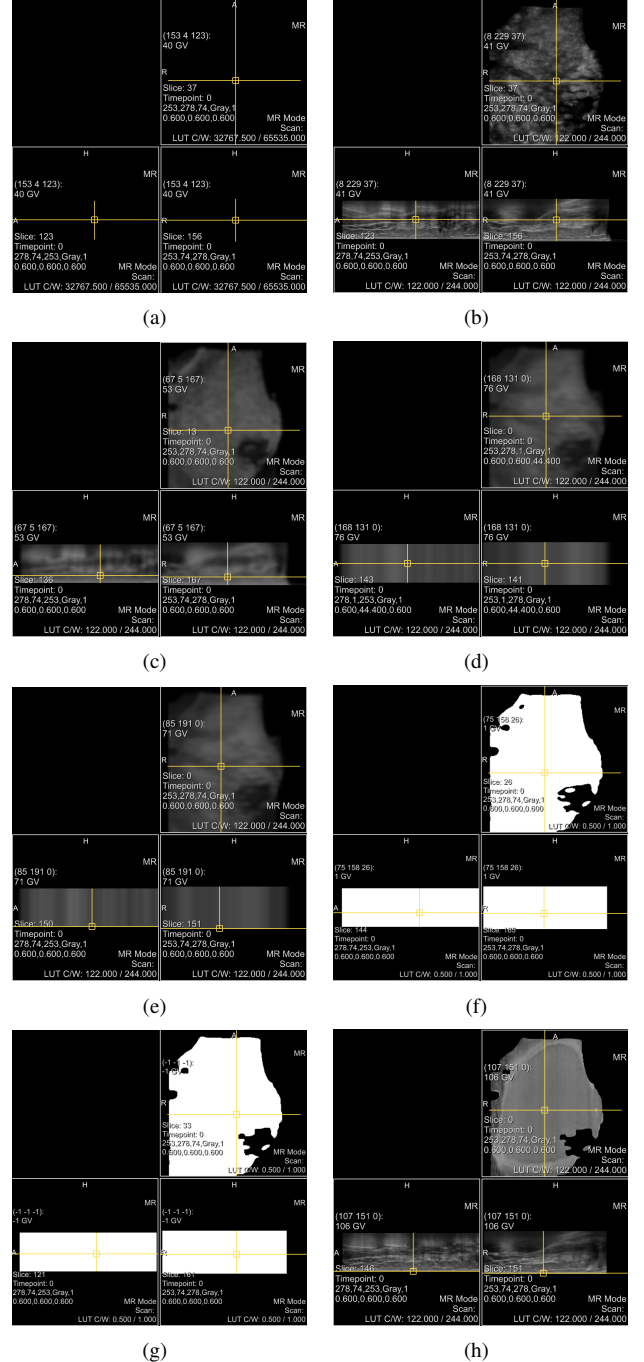 A
MR
(153 4 123):
40 GV
R
Slice: 37
Timepoint: 0
253,278,74,Gray,1
0.600,0.600,0.600
MR Mode
Scan:
LUT C/W: 32767.500 / 65535.000
H
MR
(153 4 123):
40 GV
A
Slice: 123
Timepoint: 0
278,74,253,Gray,1
0.600,0.600,0.600
MR Mode
Scan:
LUT C/W: 32767.500 / 65535.000
H
MR
(153 4 123):
40 GV
R
Slice: 156
Timepoint: 0
253,74,278,Gray,1
0.600,0.600,0.600
MR Mode
Scan:
LUT C/W: 32767.500 / 65535.000
(a)
A
MR
(8 229 37):
41 GV
R
Slice: 37
Timepoint: 0
253,278,74,Gray,1
0.600,0.600,0.600
MR Mode
Scan:
LUT C/W: 122.000 / 244.000
H
MR
(8 229 37):
41 GV
A
Slice: 123
Timepoint: 0
278,74,253,Gray,1
0.600,0.600,0.600
MR Mode
Scan:
LUT C/W: 122.000 / 244.000
H
MR
(8 229 37):
41 GV
R
Slice: 156
Timepoint: 0
253,74,278,Gray,1
0.600,0.600,0.600
MR Mode
Scan:
LUT C/W: 122.000 / 244.000
(b)
A
MR
(67 5 167):
53 GV
R
Slice: 13
Timepoint: 0
253,278,74,Gray,1
0.600,0.600,0.600
MR Mode
Scan:
LUT C/W: 122.000 / 244.000
H
MR
(67 5 167):
53 GV
A
Slice: 136
Timepoint: 0
278,74,253,Gray,1
0.600,0.600,0.600
MR Mode
Scan:
LUT C/W: 122.000 / 244.000
H
MR
(67 5 167):
53 GV
R
Slice: 167
Timepoint: 0
253,74,278,Gray,1
0.600,0.600,0.600
MR Mode
Scan:
LUT C/W: 122.000 / 244.000
(c)
A
MR
(168 131 0):
76 GV
R
Slice: 0
Timepoint: 0
253,278,1,Gray,1
0.600,0.600,44.400
MR Mode
Scan:
LUT C/W: 122.000 / 244.000
H
MR
(168 131 0):
76 GV
A
Slice: 143
Timepoint: 0
278,1,253,Gray,1
0.600,44.400,0.600
MR Mode
Scan:
LUT C/W: 122.000 / 244.000
H
MR
(168 131 0):
76 GV
R
Slice: 141
Timepoint: 0
253,1,278,Gray,1
0.600,44.400,0.600
MR Mode
Scan:
LUT C/W: 122.000 / 244.000
(d)
A
MR
(85 191 0):
71 GV
R
Slice: 0
Timepoint: 0
253,278,74,Gray,1
0.600,0.600,0.600
MR Mode
Scan:
LUT C/W: 122.000 / 244.000
H
MR
(85 191 0):
71 GV
A
Slice: 150
Timepoint: 0
278,74,253,Gray,1
0.600,0.600,0.600
MR Mode
Scan:
LUT C/W: 122.000 / 244.000
H
MR
(85 191 0):
71 GV
R
Slice: 151
Timepoint: 0
253,74,278,Gray,1
0.600,0.600,0.600
MR Mode
Scan:
LUT C/W: 122.000 / 244.000
(e)
A
MR
(75 158 26):
1 GV
R
Slice: 26
Timepoint: 0
253,278,74,Gray,1
0.600,0.600,0.600
MR Mode
Scan:
LUT C/W: 0.500 / 1.000
H
MR
(75 158 26):
1 GV
A
Slice: 144
Timepoint: 0
278,74,253,Gray,1
0.600,0.600,0.600
MR Mode
Scan:
LUT C/W: 0.500 / 1.000
H
MR
(75 158 26):
1 GV
R
Slice: 165
Timepoint: 0
253,74,278,Gray,1
0.600,0.600,0.600
MR Mode
Scan:
LUT C/W: 0.500 / 1.000
(f)
A
MR
(-1 -1 -1):
-1 GV
R
Slice: 33
Timepoint: 0
253,278,74,Gray,1
0.600,0.600,0.600
MR Mode
Scan:
LUT C/W: 0.500 / 1.000
H
MR
(-1 -1 -1):
-1 GV
A
Slice: 121
Timepoint: 0
278,74,253,Gray,1
0.600,0.600,0.600
MR Mode
Scan:
LUT C/W: 0.500 / 1.000
H
MR
(-1 -1 -1):
-1 GV
R
Slice: 161
Timepoint: 0
253,74,278,Gray,1
0.600,0.600,0.600
MR Mode
Scan:
LUT C/W: 0.500 / 1.000
(g)
A
MR
(107 151 0):
106 GV
R
Slice: 0
Timepoint: 0
253,278,74,Gray,1
0.600,0.600,0.600
MR Mode
Scan:
LUT C/W: 122.000 / 244.000
H
MR
(107 151 0):
106 GV
A
Slice: 146
Timepoint: 0
278,74,253,Gray,1
0.600,0.600,0.600
MR Mode
Scan:
LUT C/W: 122.000 / 244.000
H
MR
(107 151 0):
106 GV
R
Slice: 151
Timepoint: 0
253,74,278,Gray,1
0.600,0.600,0.600
MR Mode
Scan:
LUT C/W: 122.000 / 244.000
(h)